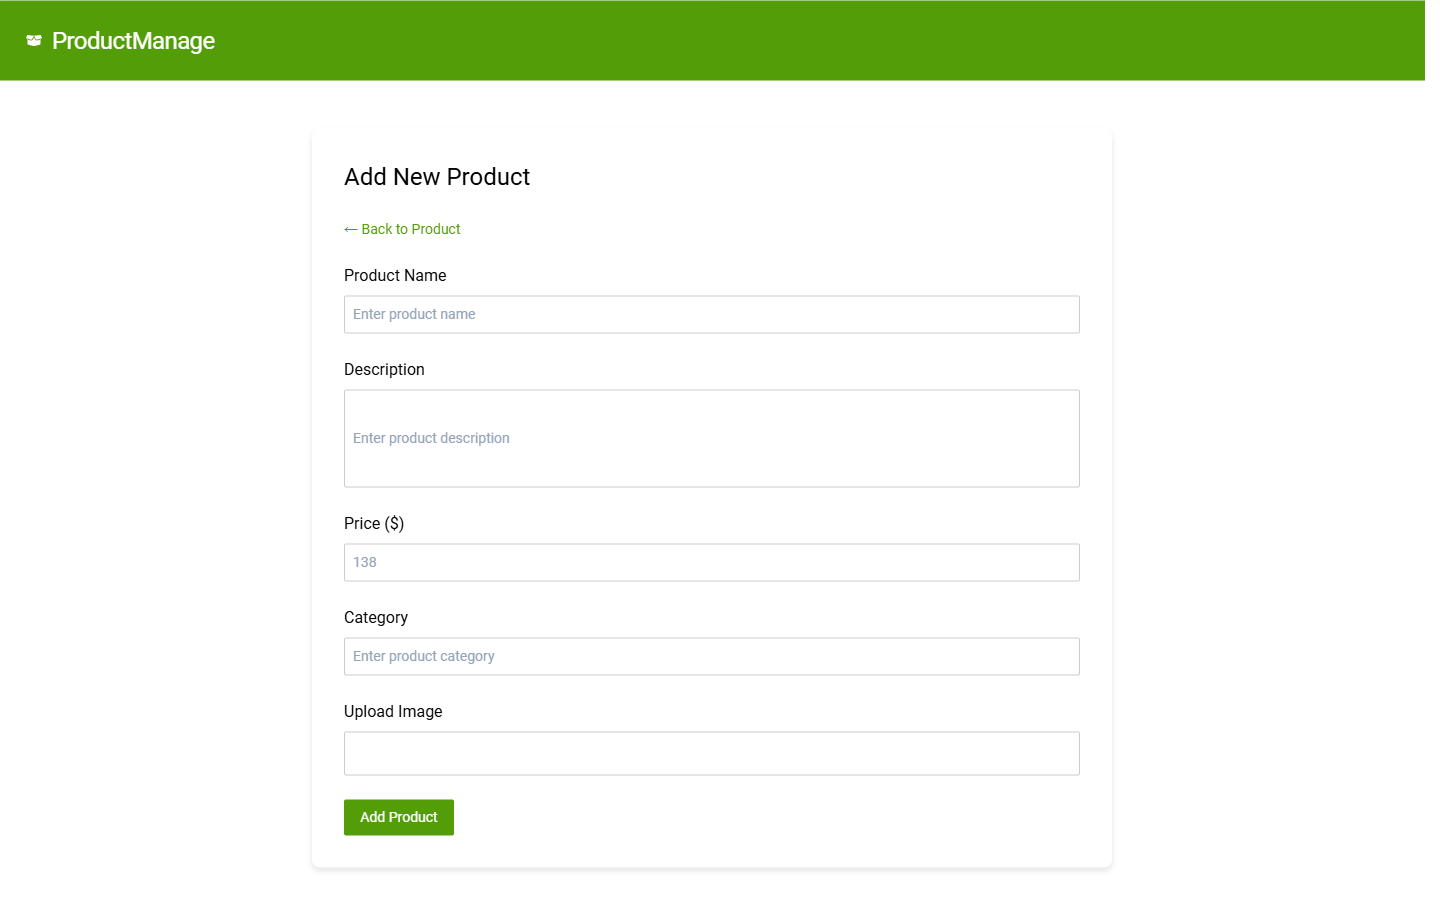 ProductManage
Add New Product
← Back to Product
Product Name
Enter product name
Description
Enter product description
Price ($)
138
Category
Enter product category
Upload Image
Add Product